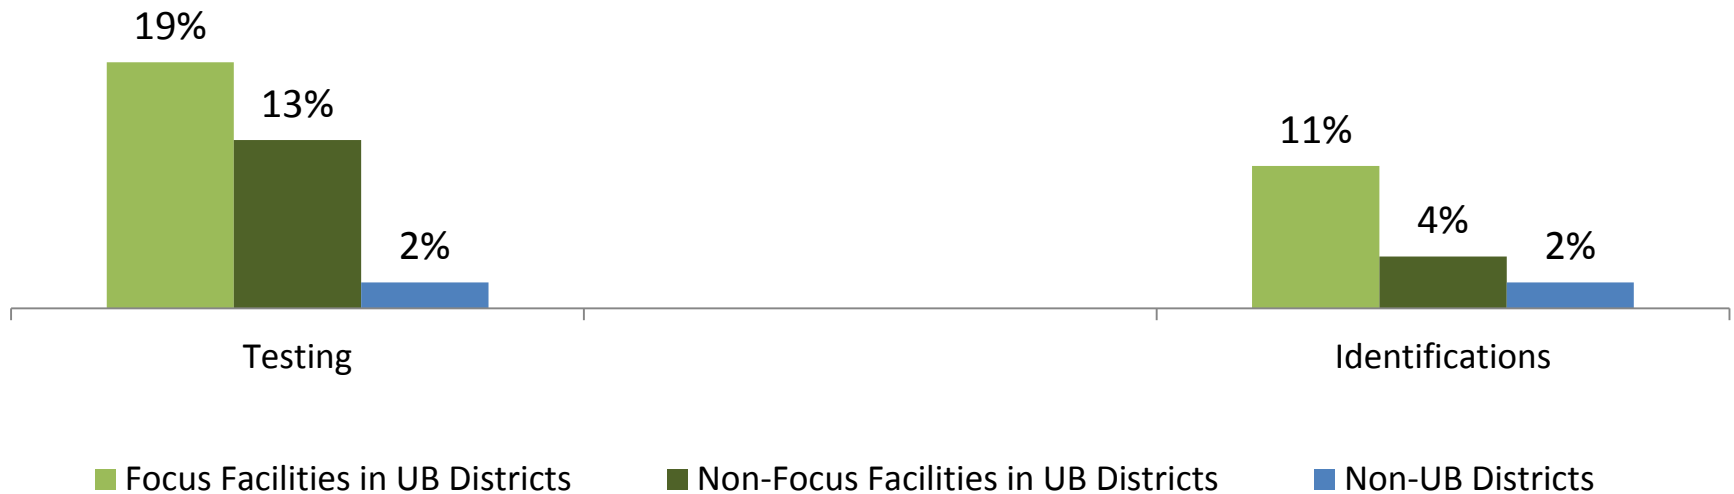 19%
13%
2%
11%
4%
2%
Testing
Identifications
Focus Facilities in UB Districts
Non-Focus Facilities in UB Districts
Non-UB Districts